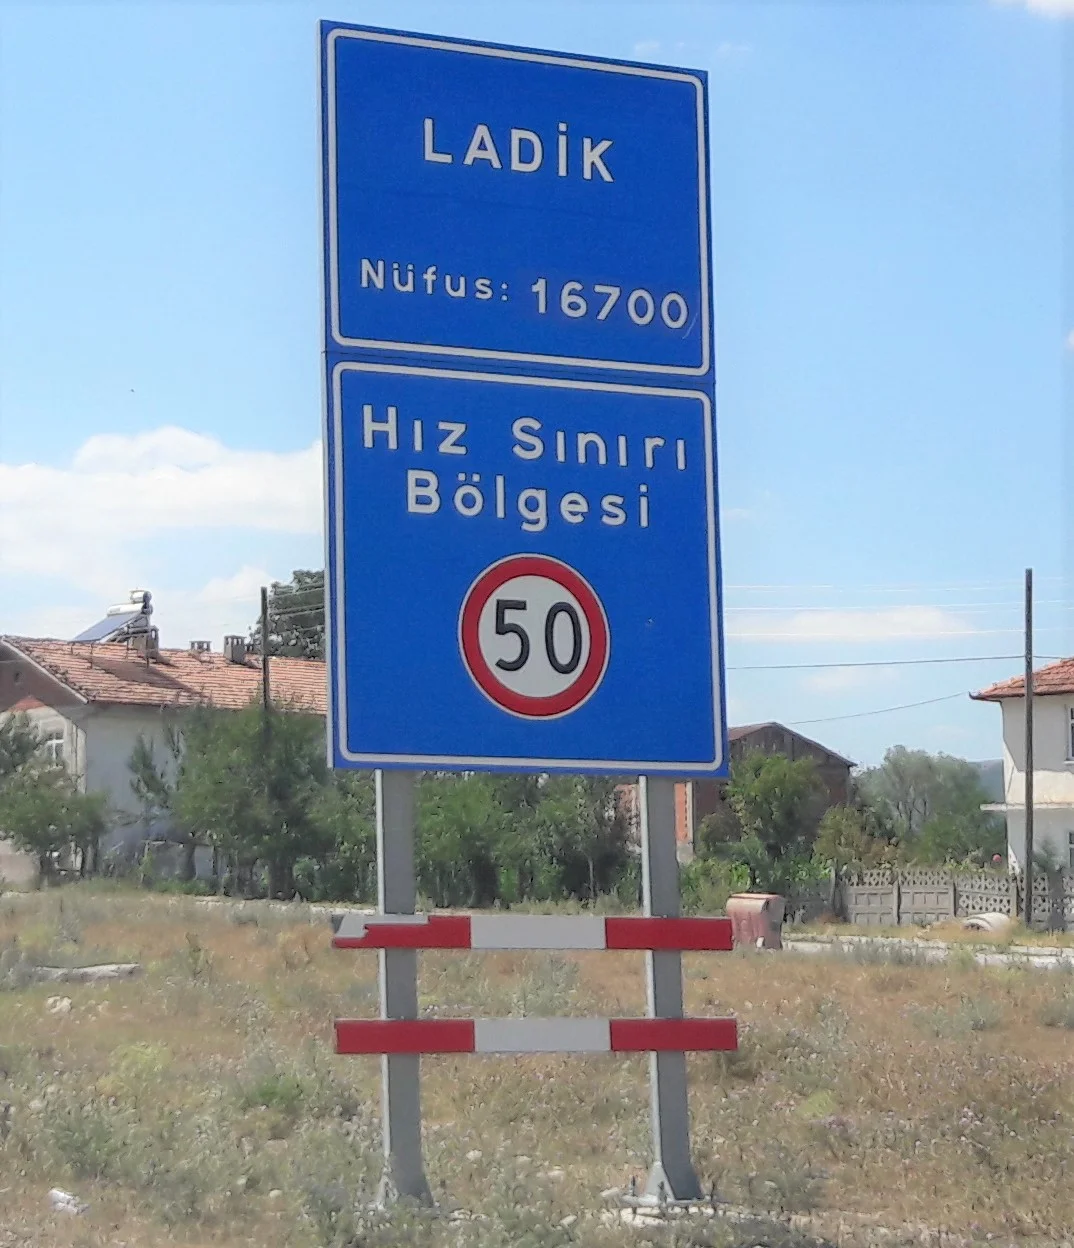 LADİK
Nüfus: 16700
Hız Sınırı
Bölgesi
50